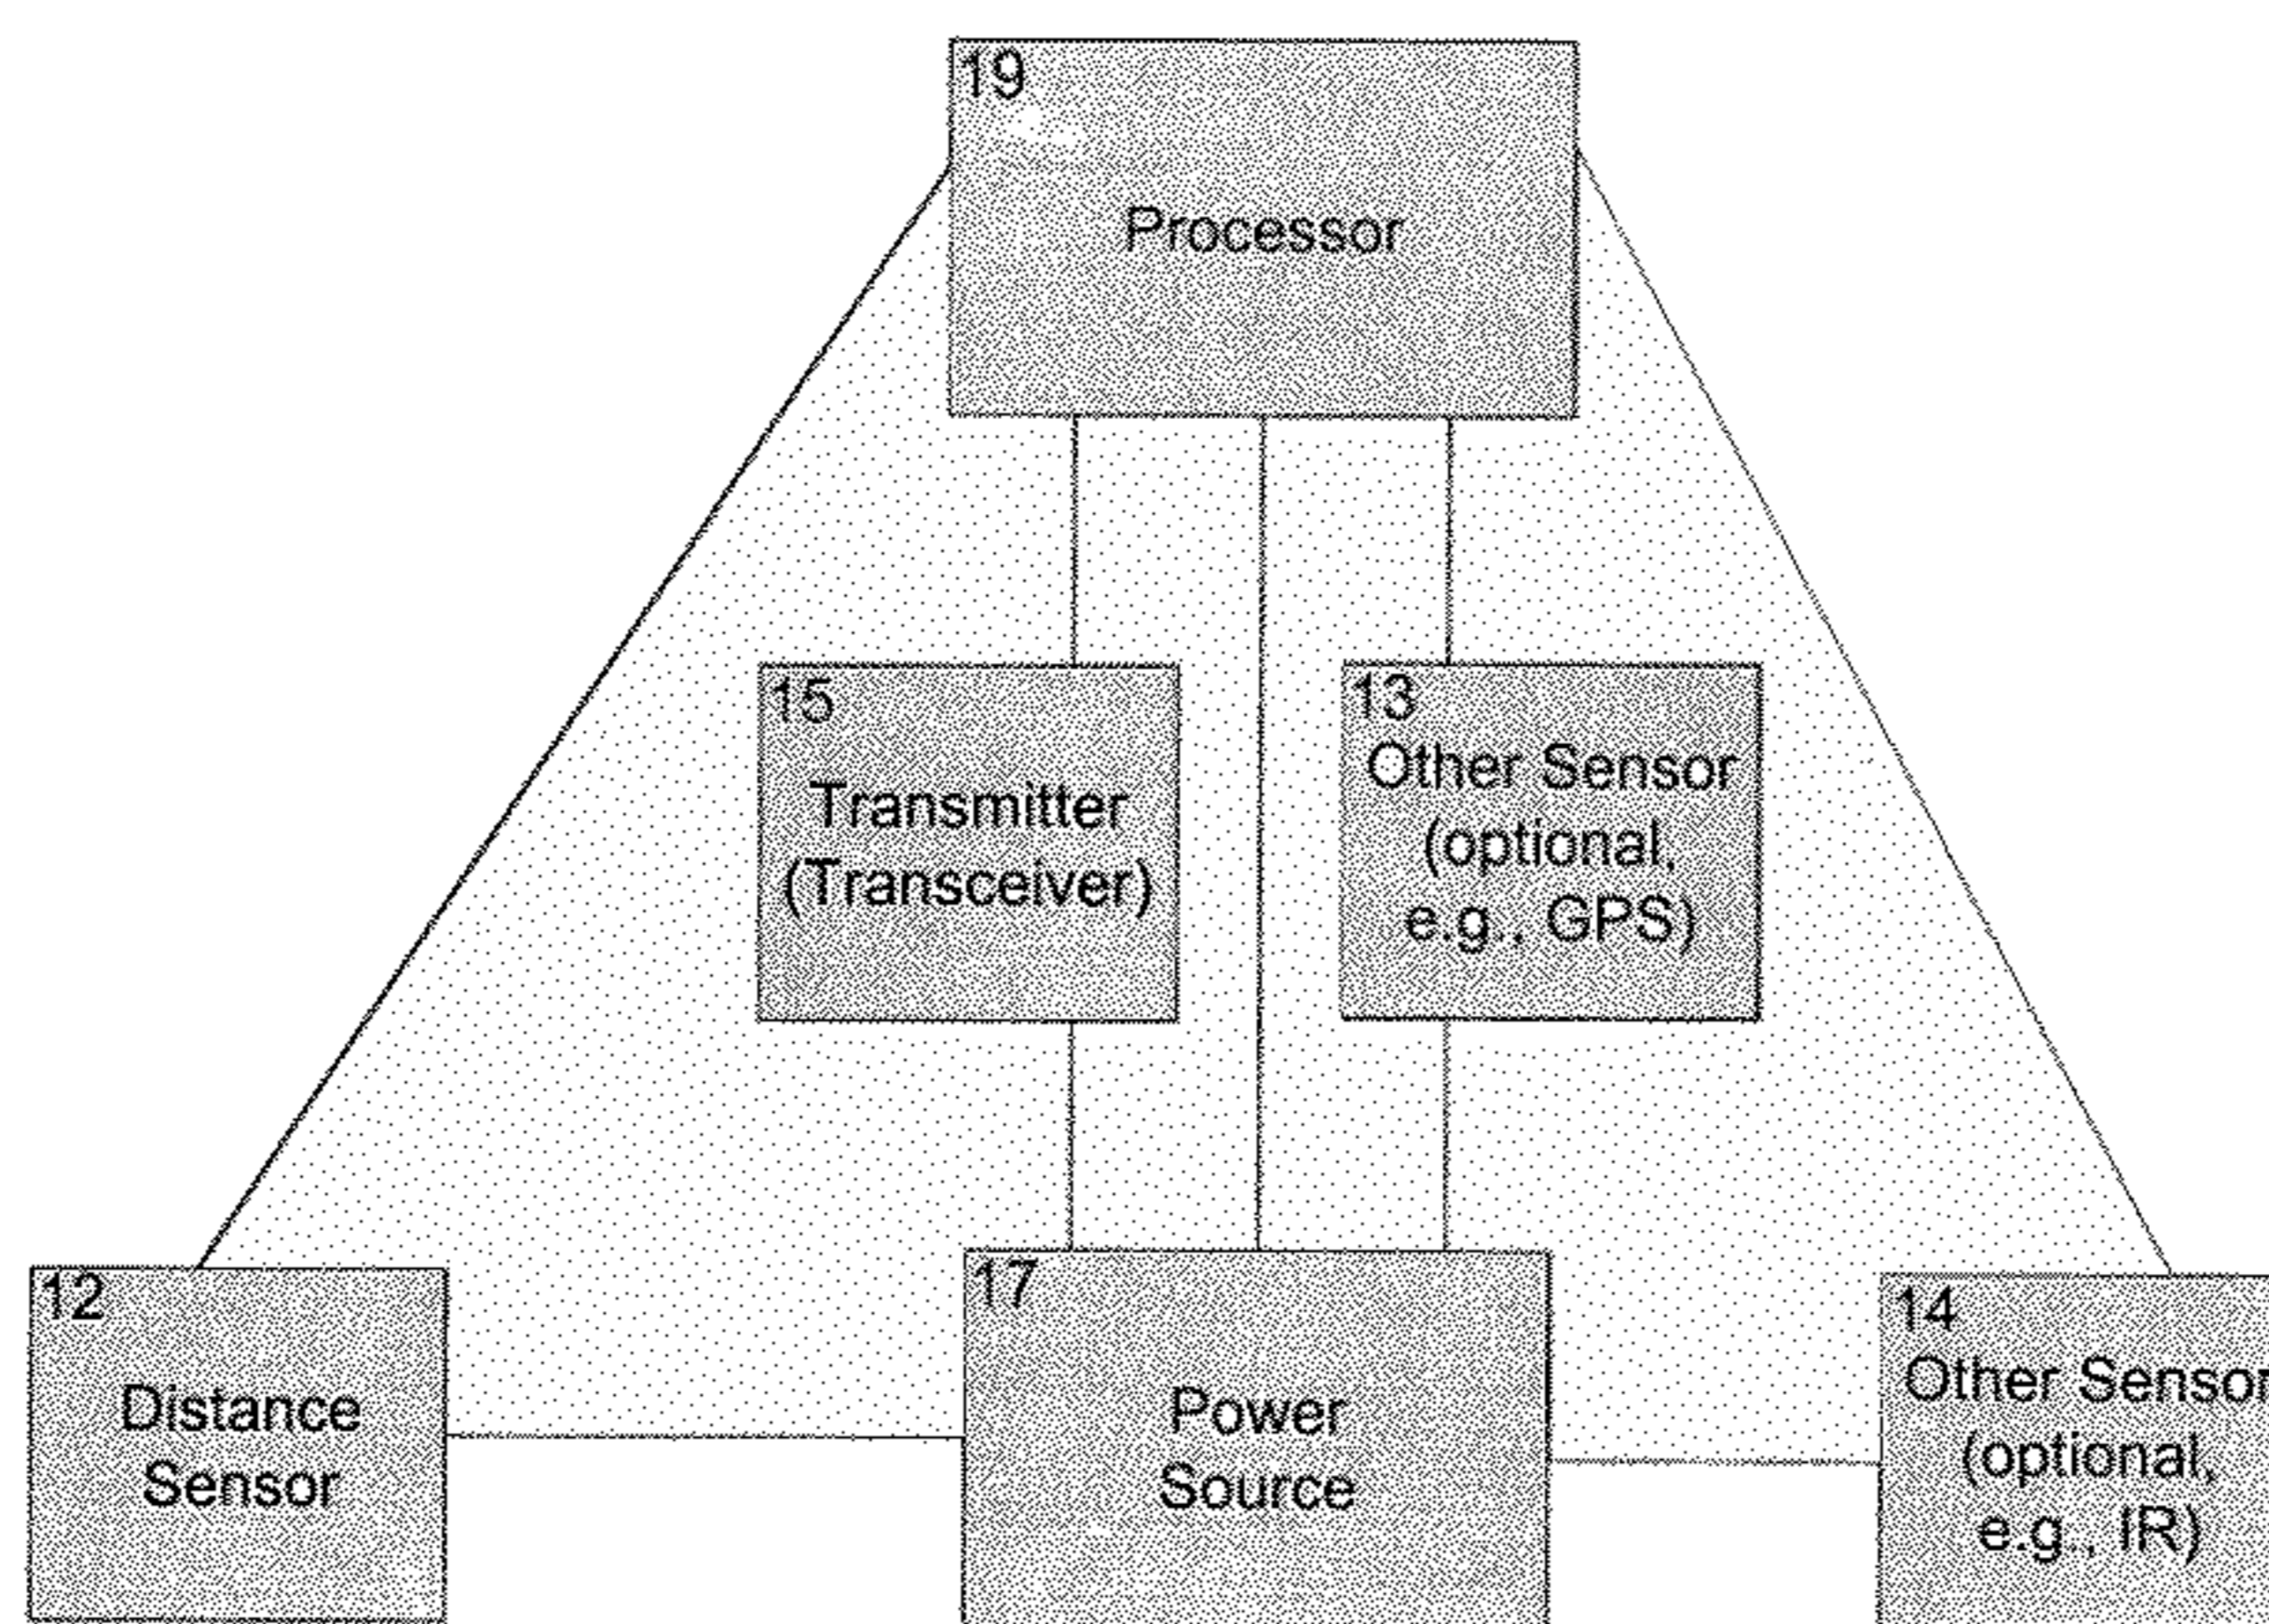 19
Processor
15
Transmitter
(Transceiver)
13
Other Sensor
(optional,
e.g., GPS)
12
Distance
Sensor
17
Power
Source
14
Other Sensor
(optional,
e.g., IR)